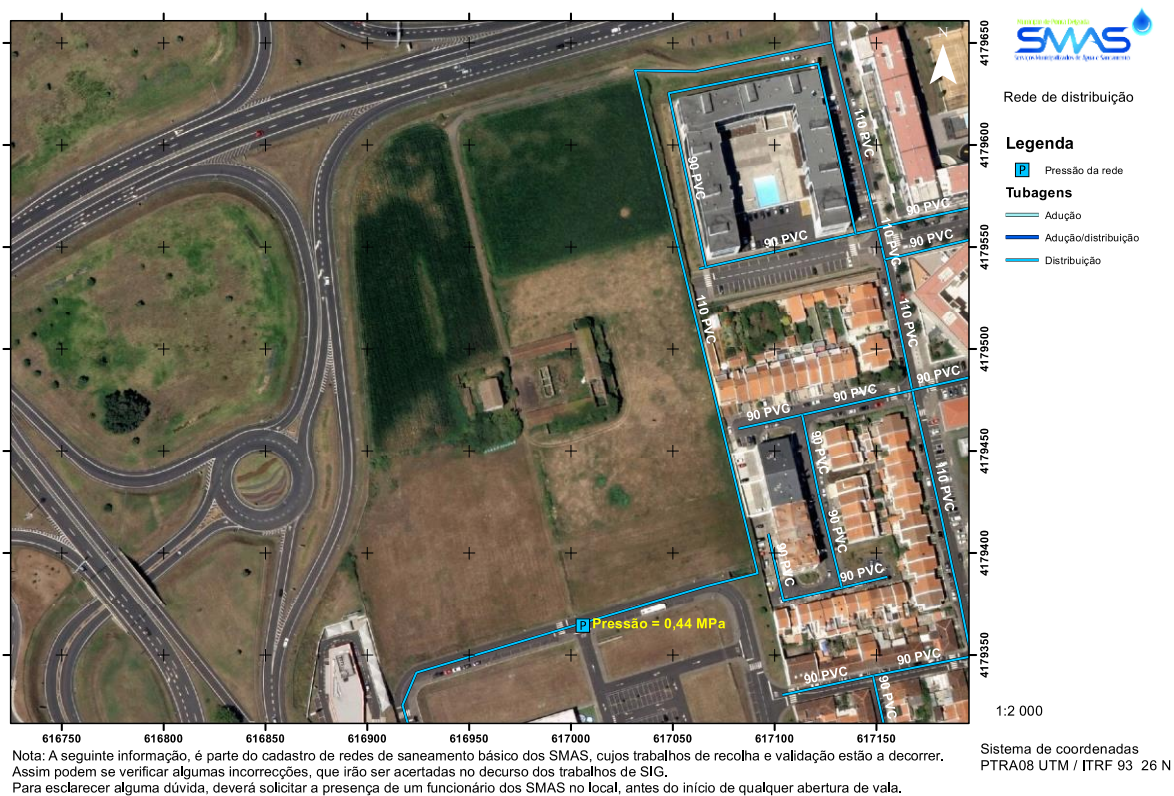 Município de Ponta Delgada
SMAS
Serviços Municipalizados de Água e Saneamento
Rede de distribuição
Legenda
P Pressão da rede
Tubagens
Adução
Adução/distribuição
Distribuição
N
4179650
4179600
4179550
4179500
4179450
4179400
4179350
110 PVC
90 PVC
90 PVC
90 PVC
90 PVC
110 PVC
110 PVC
110 PVC
90 PVC
90 PVC
90 PVC
90 PVC
110 PVC
90 PVC
90 PVC
90 PVC
P Pressão = 0,44 MPa
90 PVC
90 PVC
90 PVC
616750 616800 616850 616900 616950 617000 617050 617100 617150
1:2 000
Sistema de coordenadas
PTRA08 UTM / ITRF 93 26 N
Nota: A seguinte informação, é parte do cadastro de redes de saneamento básico dos SMAS, cujos trabalhos de recolha e validação estão a decorrer.
Assim podem se verificar algumas incorrecções, que irão ser acertadas no decurso dos trabalhos de SIG.
Para esclarecer alguma dúvida, deverá solicitar a presença de um funcionário dos SMAS no local, antes do início de qualquer abertura de vala.